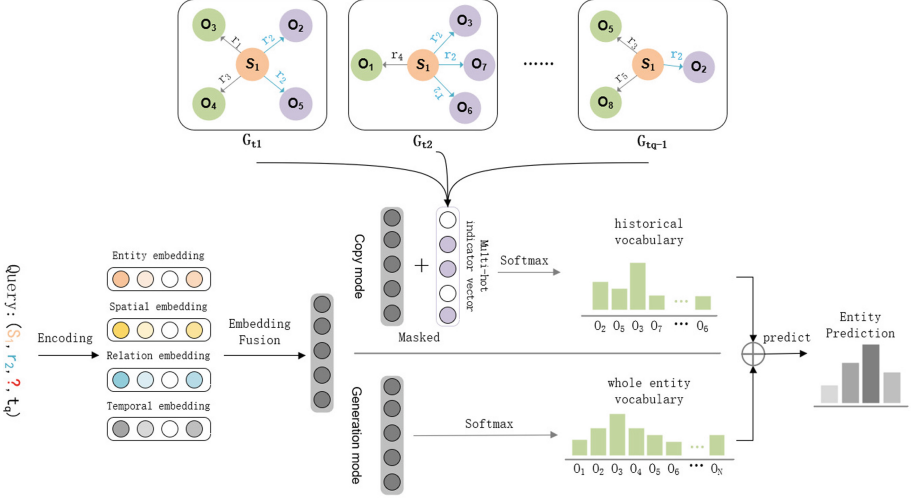 O3 r1 r2 O2
S1
O4 r3 r2 O5
Gt1
r2 O3
O1 r4 S1 r2 O7
r2 O6
Gt2
......
O5 r3
S1 r2 O2
O8 r5
Gtq-1
Query: (S1, r2, ?, tq)
Encoding
Entity embedding
Spatial embedding
Relation embedding
Temporal embedding
Embedding
Fusion
Copy mode
+
Multi-hot
indicator vector
Masked
Softmax
historical
vocabulary
...
O2 O5 O3 O7 ... O6
Generation mode
Softmax
whole entity
vocabulary
...
O1 O2 O3 O4 O5 O6 ... ON
predict
Entity
Prediction